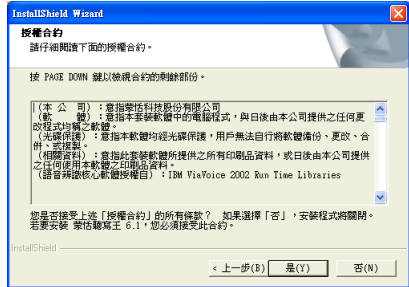 InstallShield Wizard
授權合約
請仔細閱讀下面的授權合約。
按 PAGE DOWN 鍵以檢視合約的剩餘部份。
(本 公 司)：意指蒙恬科技股份有限公司
(軟 體)：意指本套裝軟體中的電腦程式，與日後由本公司提供之任何更
改程式均稱之軟體。
(光碟保護)：意指本軟體均經光碟保護，用戶無法自行將軟體備份、更改、合
併、或複製。
(相關資料)：意指此套裝軟體所提供之所有印刷品資料，或日後由本公司提供
之任何使用本軟體之印刷品資料。
(語音辨識核心軟體授權自)：IBM ViaVoice 2002 Run Time Libraries
您是否接受上述「授權合約」的所有條款？ 如果選擇「否」，安裝程式將關閉。
若要安裝 蒙恬聽寫王 6.1，您必須接受此合約。
InstallShield
< 上一步(B)
是(Y)
否(N)